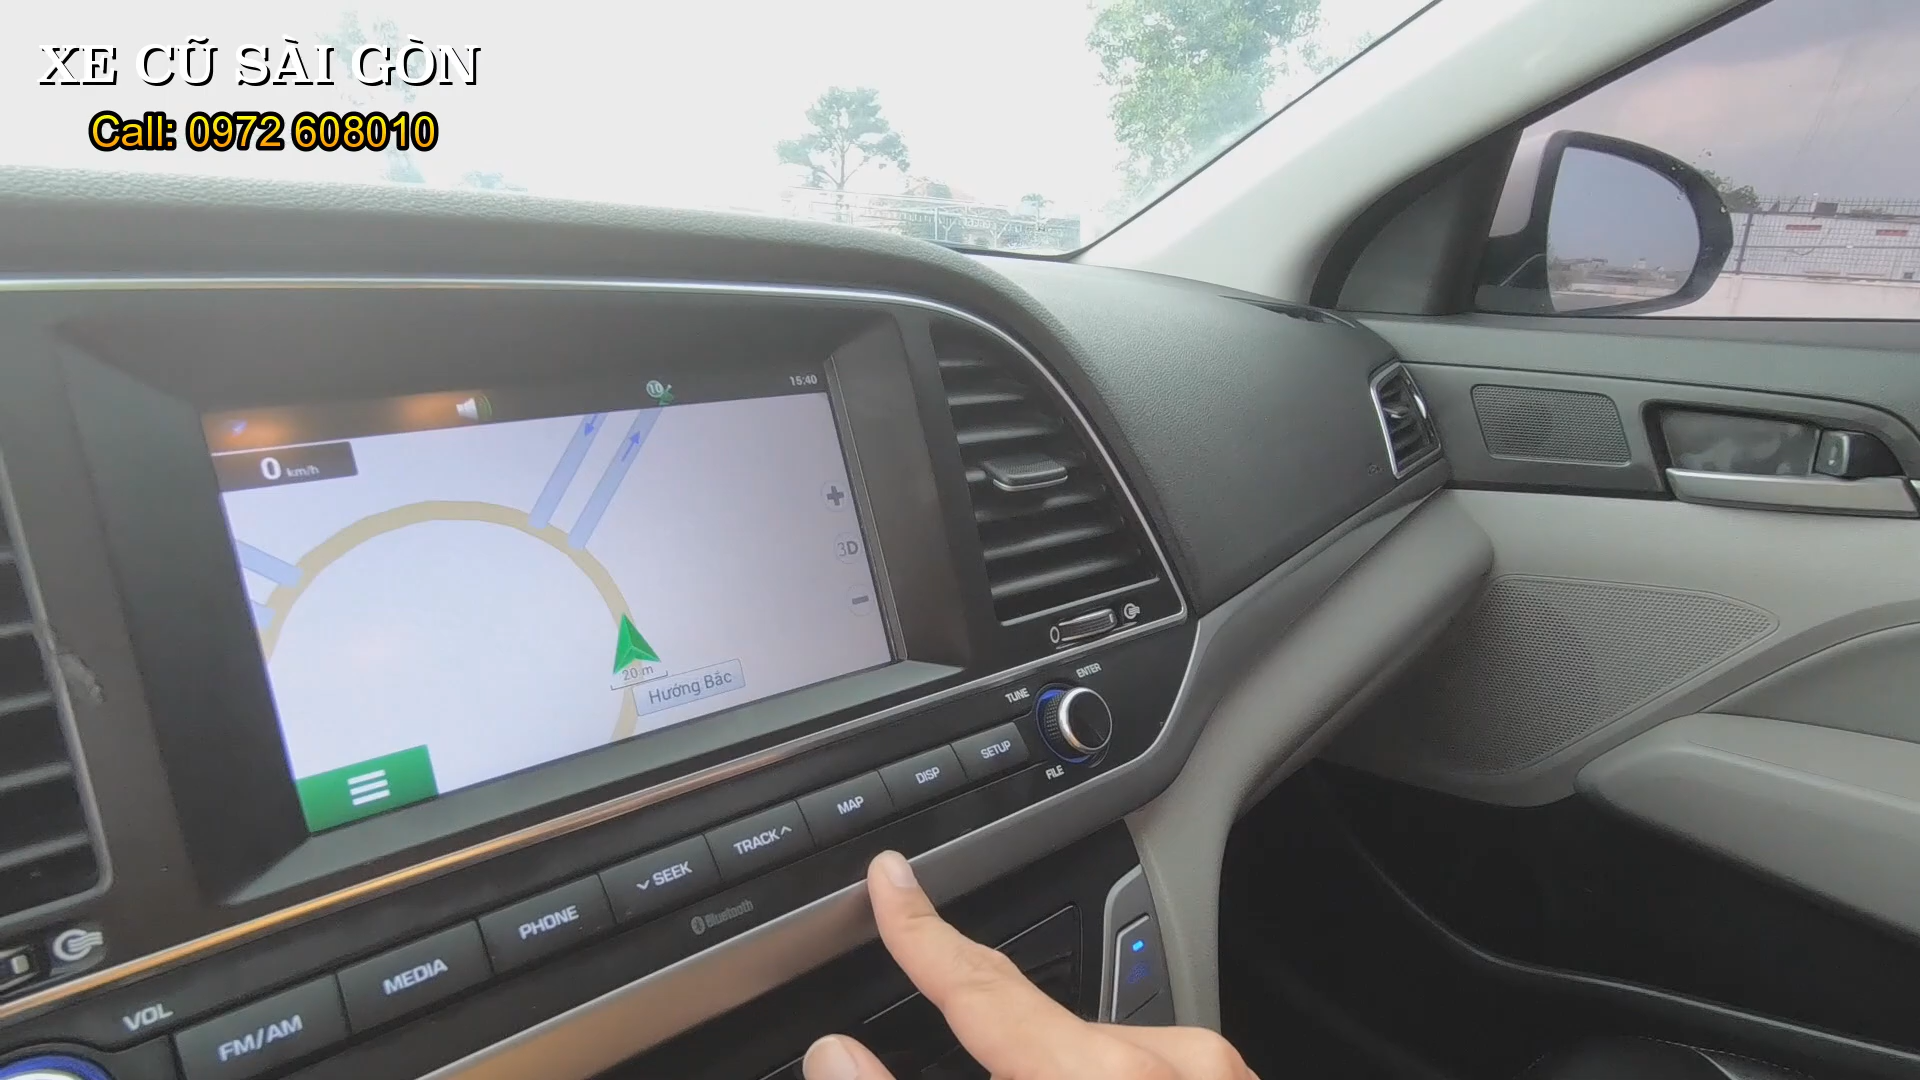 XE CŨ SÀI GÒN
Call: 0972 608010
15:40
10
0 km/h
3D
20 m
Hướng Bắc
ENTER
TUNE
FILE
SETUP
DISP
MAP
TRACK
SEEK
PHONE
MEDIA
FM/AM
VOL
Bluetooth